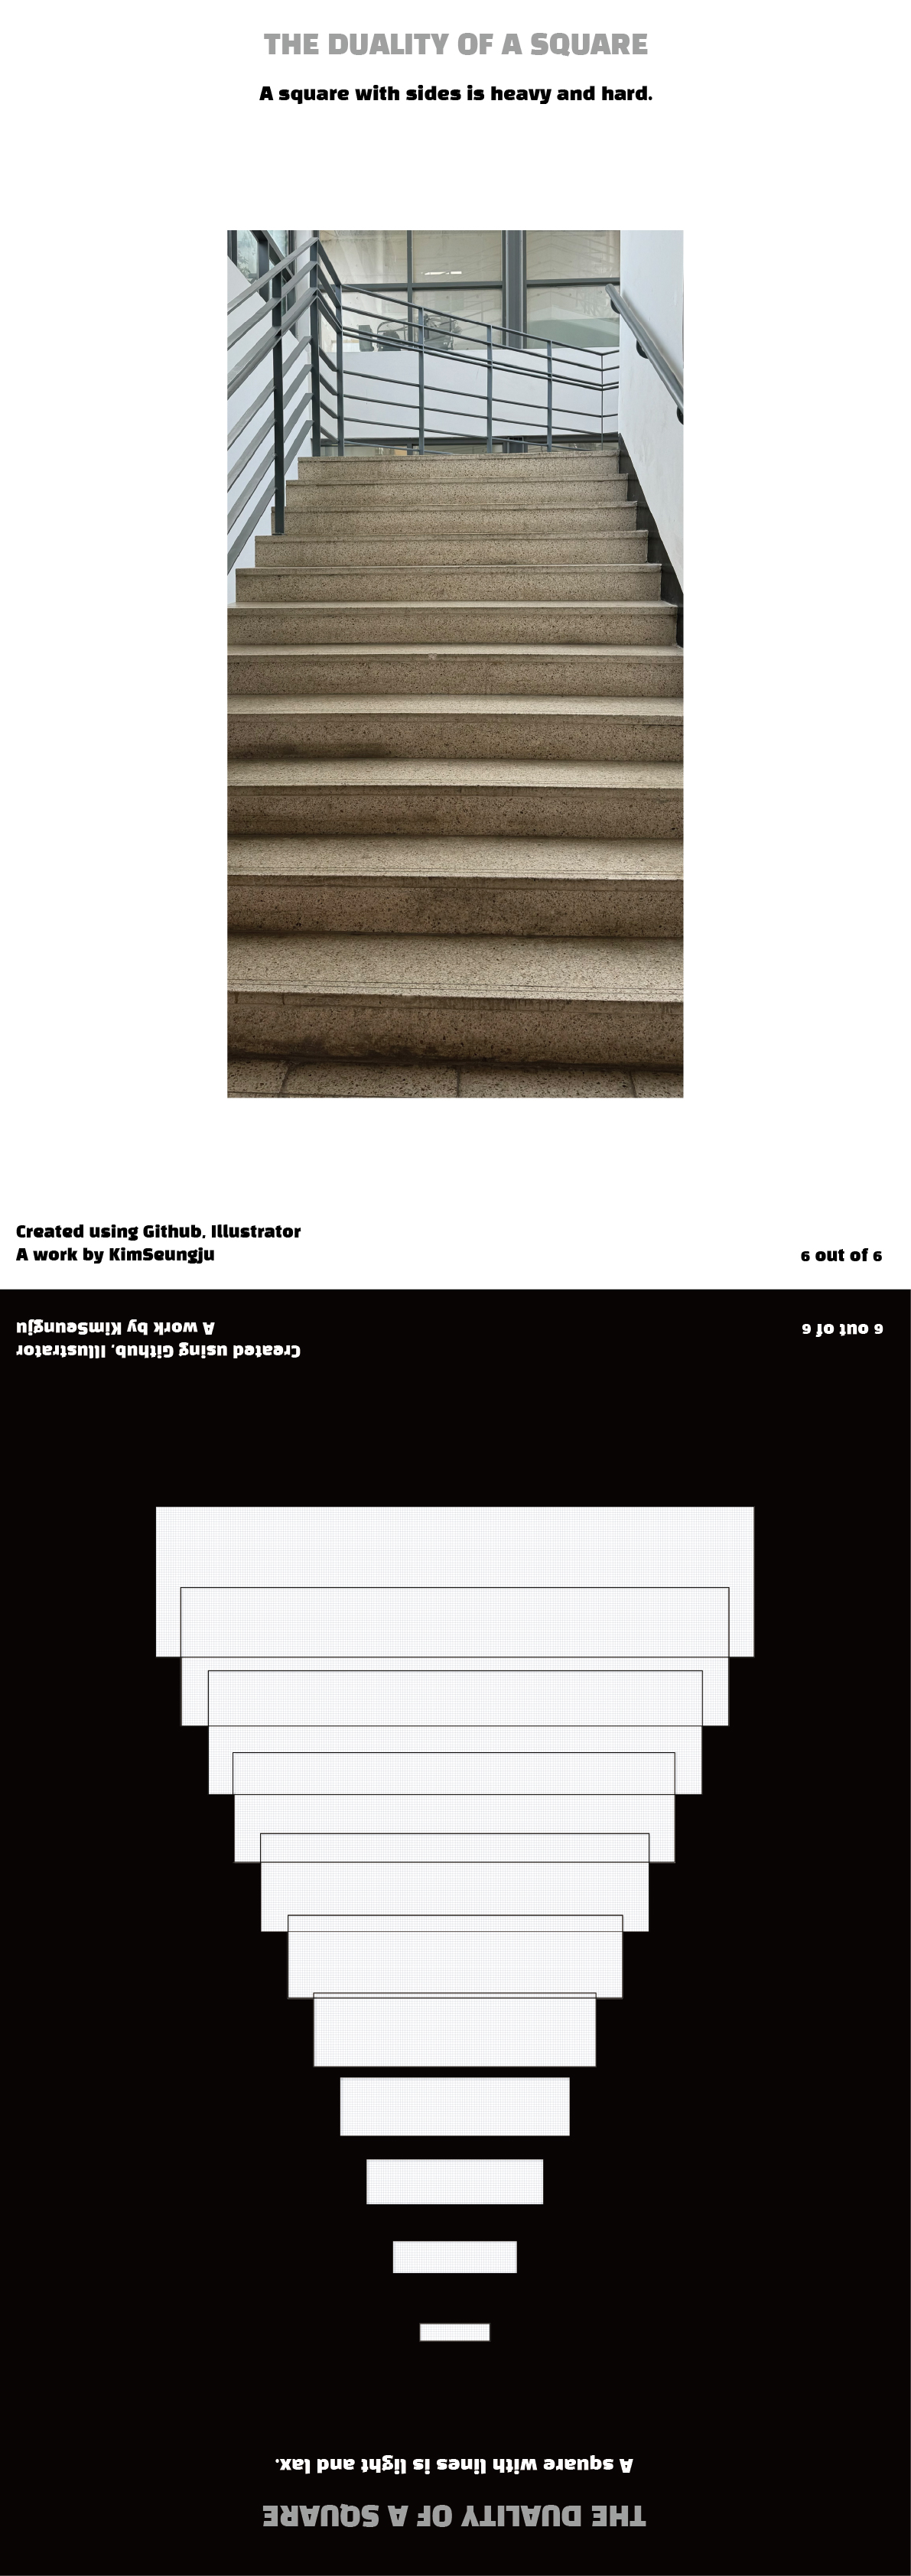 THE DUALITY OF A SQUARE
A square with sides is heavy and hard.
Created using Github, Illustrator
A work by KimSeungju
6 out of 6
A work by KimSeungju
Created using Github, Illustrator
6 out of 6
A square with lines is light and lax.
THE DUALITY OF A SQUARE